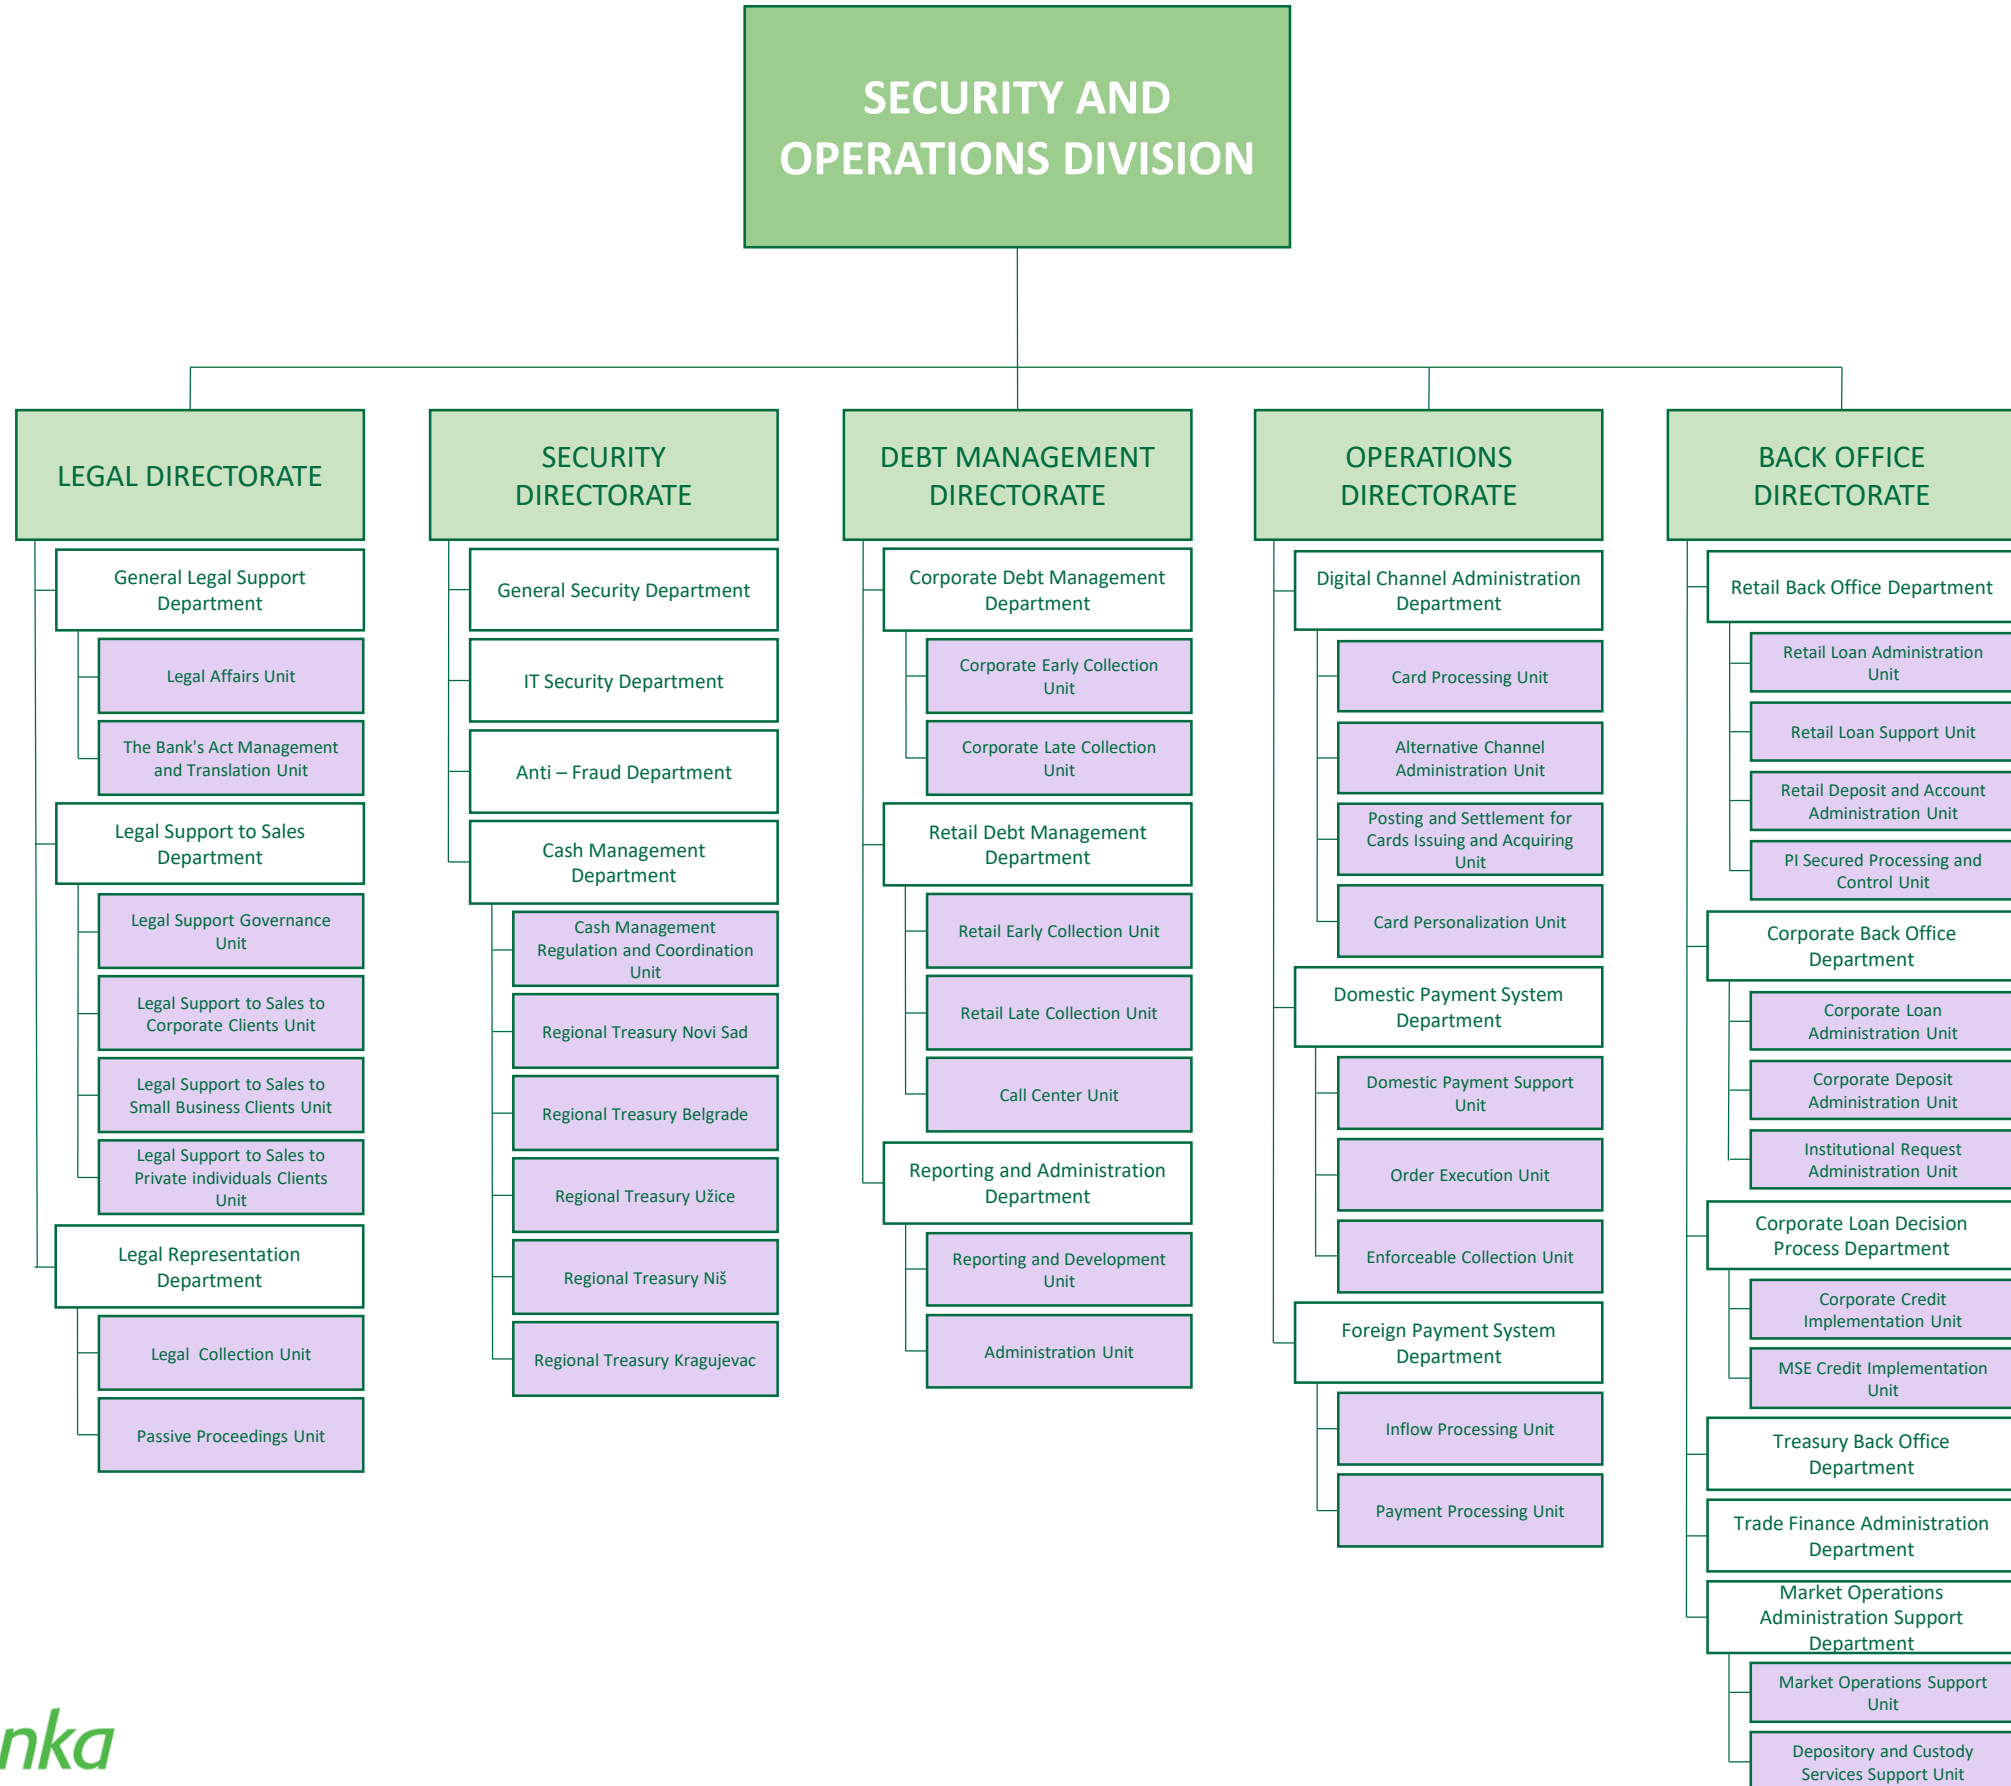 SECURITY AND
OPERATIONS DIVISION
LEGAL DIRECTORATE
General Legal Support
Department
Legal Affairs Unit
The Bank's Act Management
and Translation Unit
Legal Support to Sales
Department
Legal Support Governance
Unit
Legal Support to Sales to
Corporate Clients Unit
Legal Support to Sales to
Small Business Clients Unit
Legal Support to Sales to
Private individuals Clients
Unit
Legal Representation
Department
Legal Collection Unit
Passive Proceedings Unit
SECURITY
DIRECTORATE
General Security Department
IT Security Department
Anti – Fraud Department
Cash Management
Department
Cash Management
Regulation and Coordination
Unit
Regional Treasury Novi Sad
Regional Treasury Belgrade
Regional Treasury Užice
Regional Treasury Niš
Regional Treasury Kragujevac
DEBT MANAGEMENT
DIRECTORATE
Corporate Debt Management
Department
Corporate Early Collection
Unit
Corporate Late Collection
Unit
Retail Debt Management
Department
Retail Early Collection Unit
Retail Late Collection Unit
Call Center Unit
Reporting and Administration
Department
Reporting and Development
Unit
Administration Unit
OPERATIONS
DIRECTORATE
Digital Channel Administration
Department
Card Processing Unit
Alternative Channel
Administration Unit
Posting and Settlement for
Cards Issuing and Acquiring
Unit
Card Personalization Unit
Domestic Payment System
Department
Domestic Payment Support
Unit
Order Execution Unit
Enforceable Collection Unit
Foreign Payment System
Department
Inflow Processing Unit
Payment Processing Unit
BACK OFFICE
DIRECTORATE
Retail Back Office Department
Retail Loan Administration
Unit
Retail Loan Support Unit
Retail Deposit and Account
Administration Unit
PI Secured Processing and
Control Unit
Corporate Back Office
Department
Corporate Loan
Administration Unit
Corporate Deposit
Administration Unit
Institutional Request
Administration Unit
Corporate Loan Decision
Process Department
Corporate Credit
Implementation Unit
MSE Credit Implementation
Unit
Treasury Back Office
Department
Trade Finance Administration
Department
Market Operations
Administration Support
Department
Market Operations Support
Unit
Depository and Custody
Services Support Unit
nka